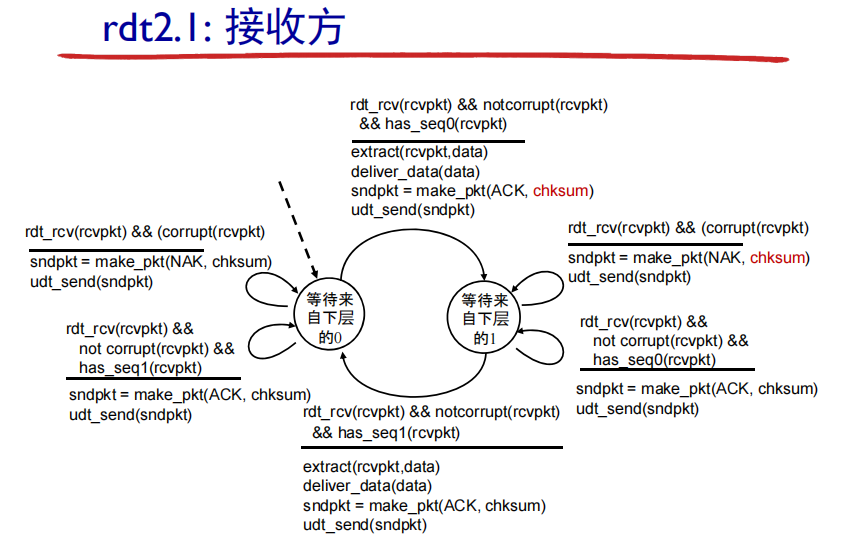 rdt2.1: 接收方
rdt_rcv(rcvpkt) && notcorrupt(rcvpkt)
&& has_seq0(rcvpkt)
extract(rcvpkt,data)
deliver_data(data)
sndpkt = make_pkt(ACK, chksum)
udt_send(sndpkt)
rdt_rcv(rcvpkt) && (corrupt(rcvpkt)
sndpkt = make_pkt(NAK, chksum)
udt_send(sndpkt)
rdt_rcv(rcvpkt) &&
not corrupt(rcvpkt) &&
has_seq1(rcvpkt)
sndpkt = make_pkt(ACK, chksum)
udt_send(sndpkt)
等待来
自下层
的0
等待来
自下层
的1
rdt_rcv(rcvpkt) && (corrupt(rcvpkt)
sndpkt = make_pkt(NAK, chksum)
udt_send(sndpkt)
rdt_rcv(rcvpkt) &&
not corrupt(rcvpkt) &&
has_seq0(rcvpkt)
sndpkt = make_pkt(ACK, chksum)
udt_send(sndpkt)
rdt_rcv(rcvpkt) && notcorrupt(rcvpkt)
&& has_seq1(rcvpkt)
extract(rcvpkt,data)
deliver_data(data)
sndpkt = make_pkt(ACK, chksum)
udt_send(sndpkt)